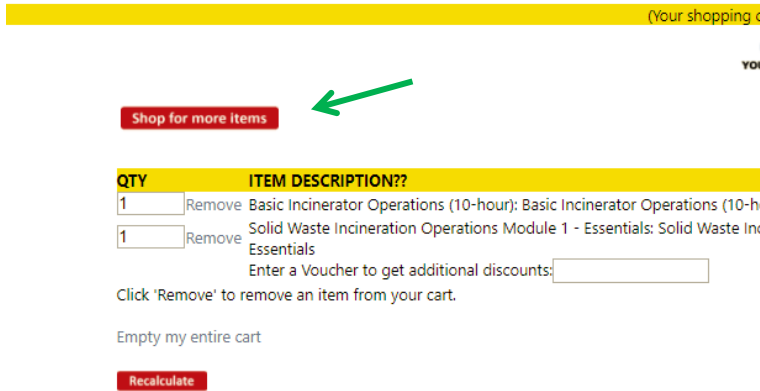 (Your shopping
YOU
Shop for more items
QTY ITEM DESCRIPTION??
1 Remove Basic Incinerator Operations (10-hour): Basic Incinerator Operations (10-h
1 Remove Solid Waste Incineration Operations Module 1 - Essentials: Solid Waste Inc
Essentials
Enter a Voucher to get additional discounts:
Click 'Remove' to remove an item from your cart.
Empty my entire cart
Recalculate